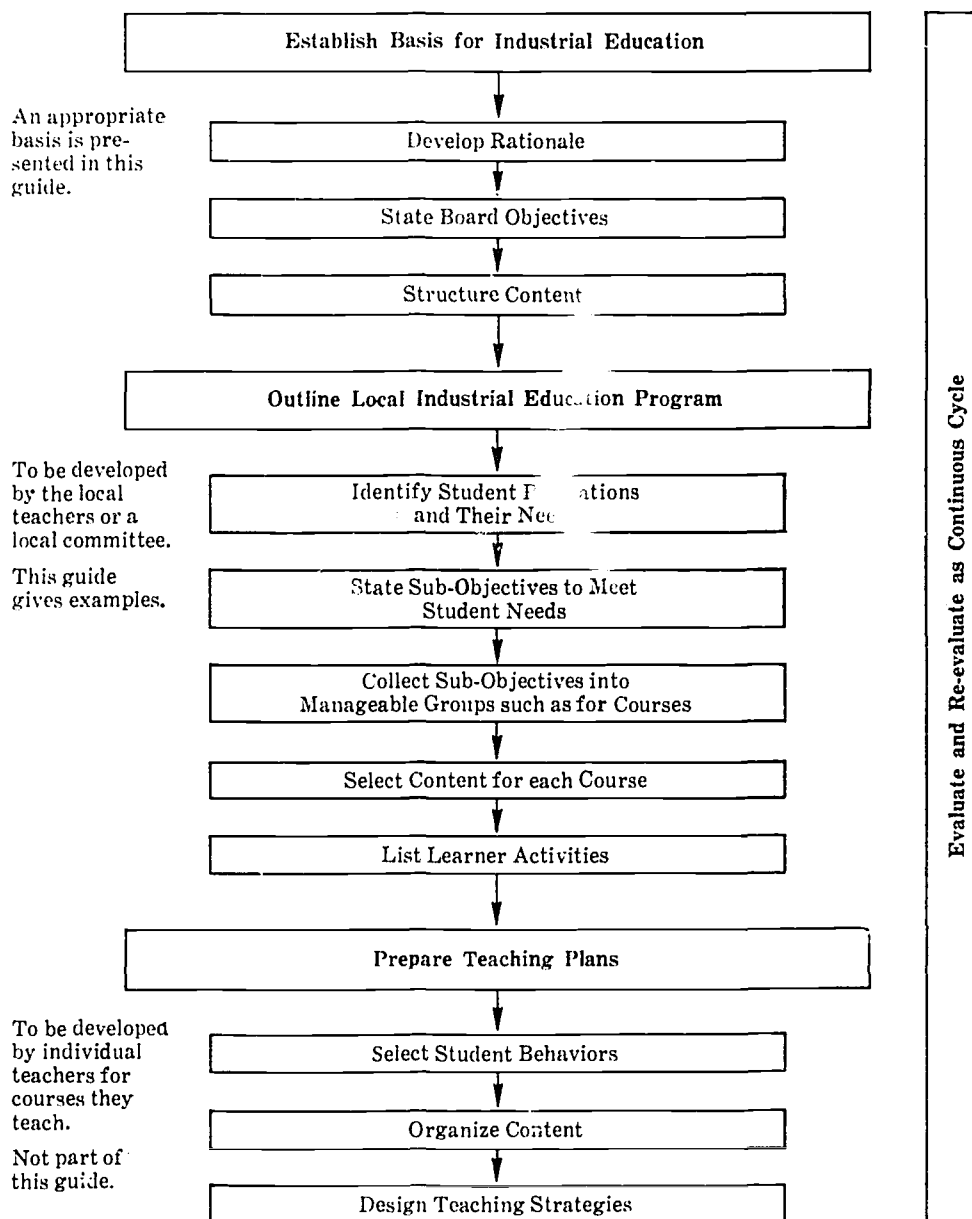 Establish Basis for Industrial Education
An appropriate
basis is pre-
sented in this
guide.
Develop Rationale
State Board Objectives
Structure Content
Outline Local Industrial Education Program
To be developed
by the local
teachers or a
local committee.
This guide
gives examples.
Identify Student
and Their
State Sub-Objectives to Meet
Student Needs
Collect Sub-Objectives into
Manageable Groups such as for Courses
Select Content for each Course
List Learner Activities
Prepare Teaching Plans
To be developed
by individual
teachers for
courses they
teach.
Not part of
this guide.
Select Student Behaviors
Organize Content
Design Teaching Strategies
Evaluate and Re-evaluate as Continuous Cycle